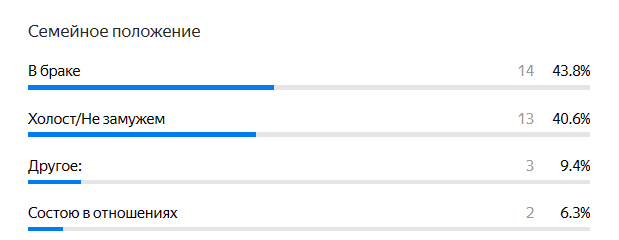 Семейное положение
В браке 14 43.8%
Холост/Не замужем 13 40.6%
Другое: 3 9.4%
Состою в отношениях 2 6.3%